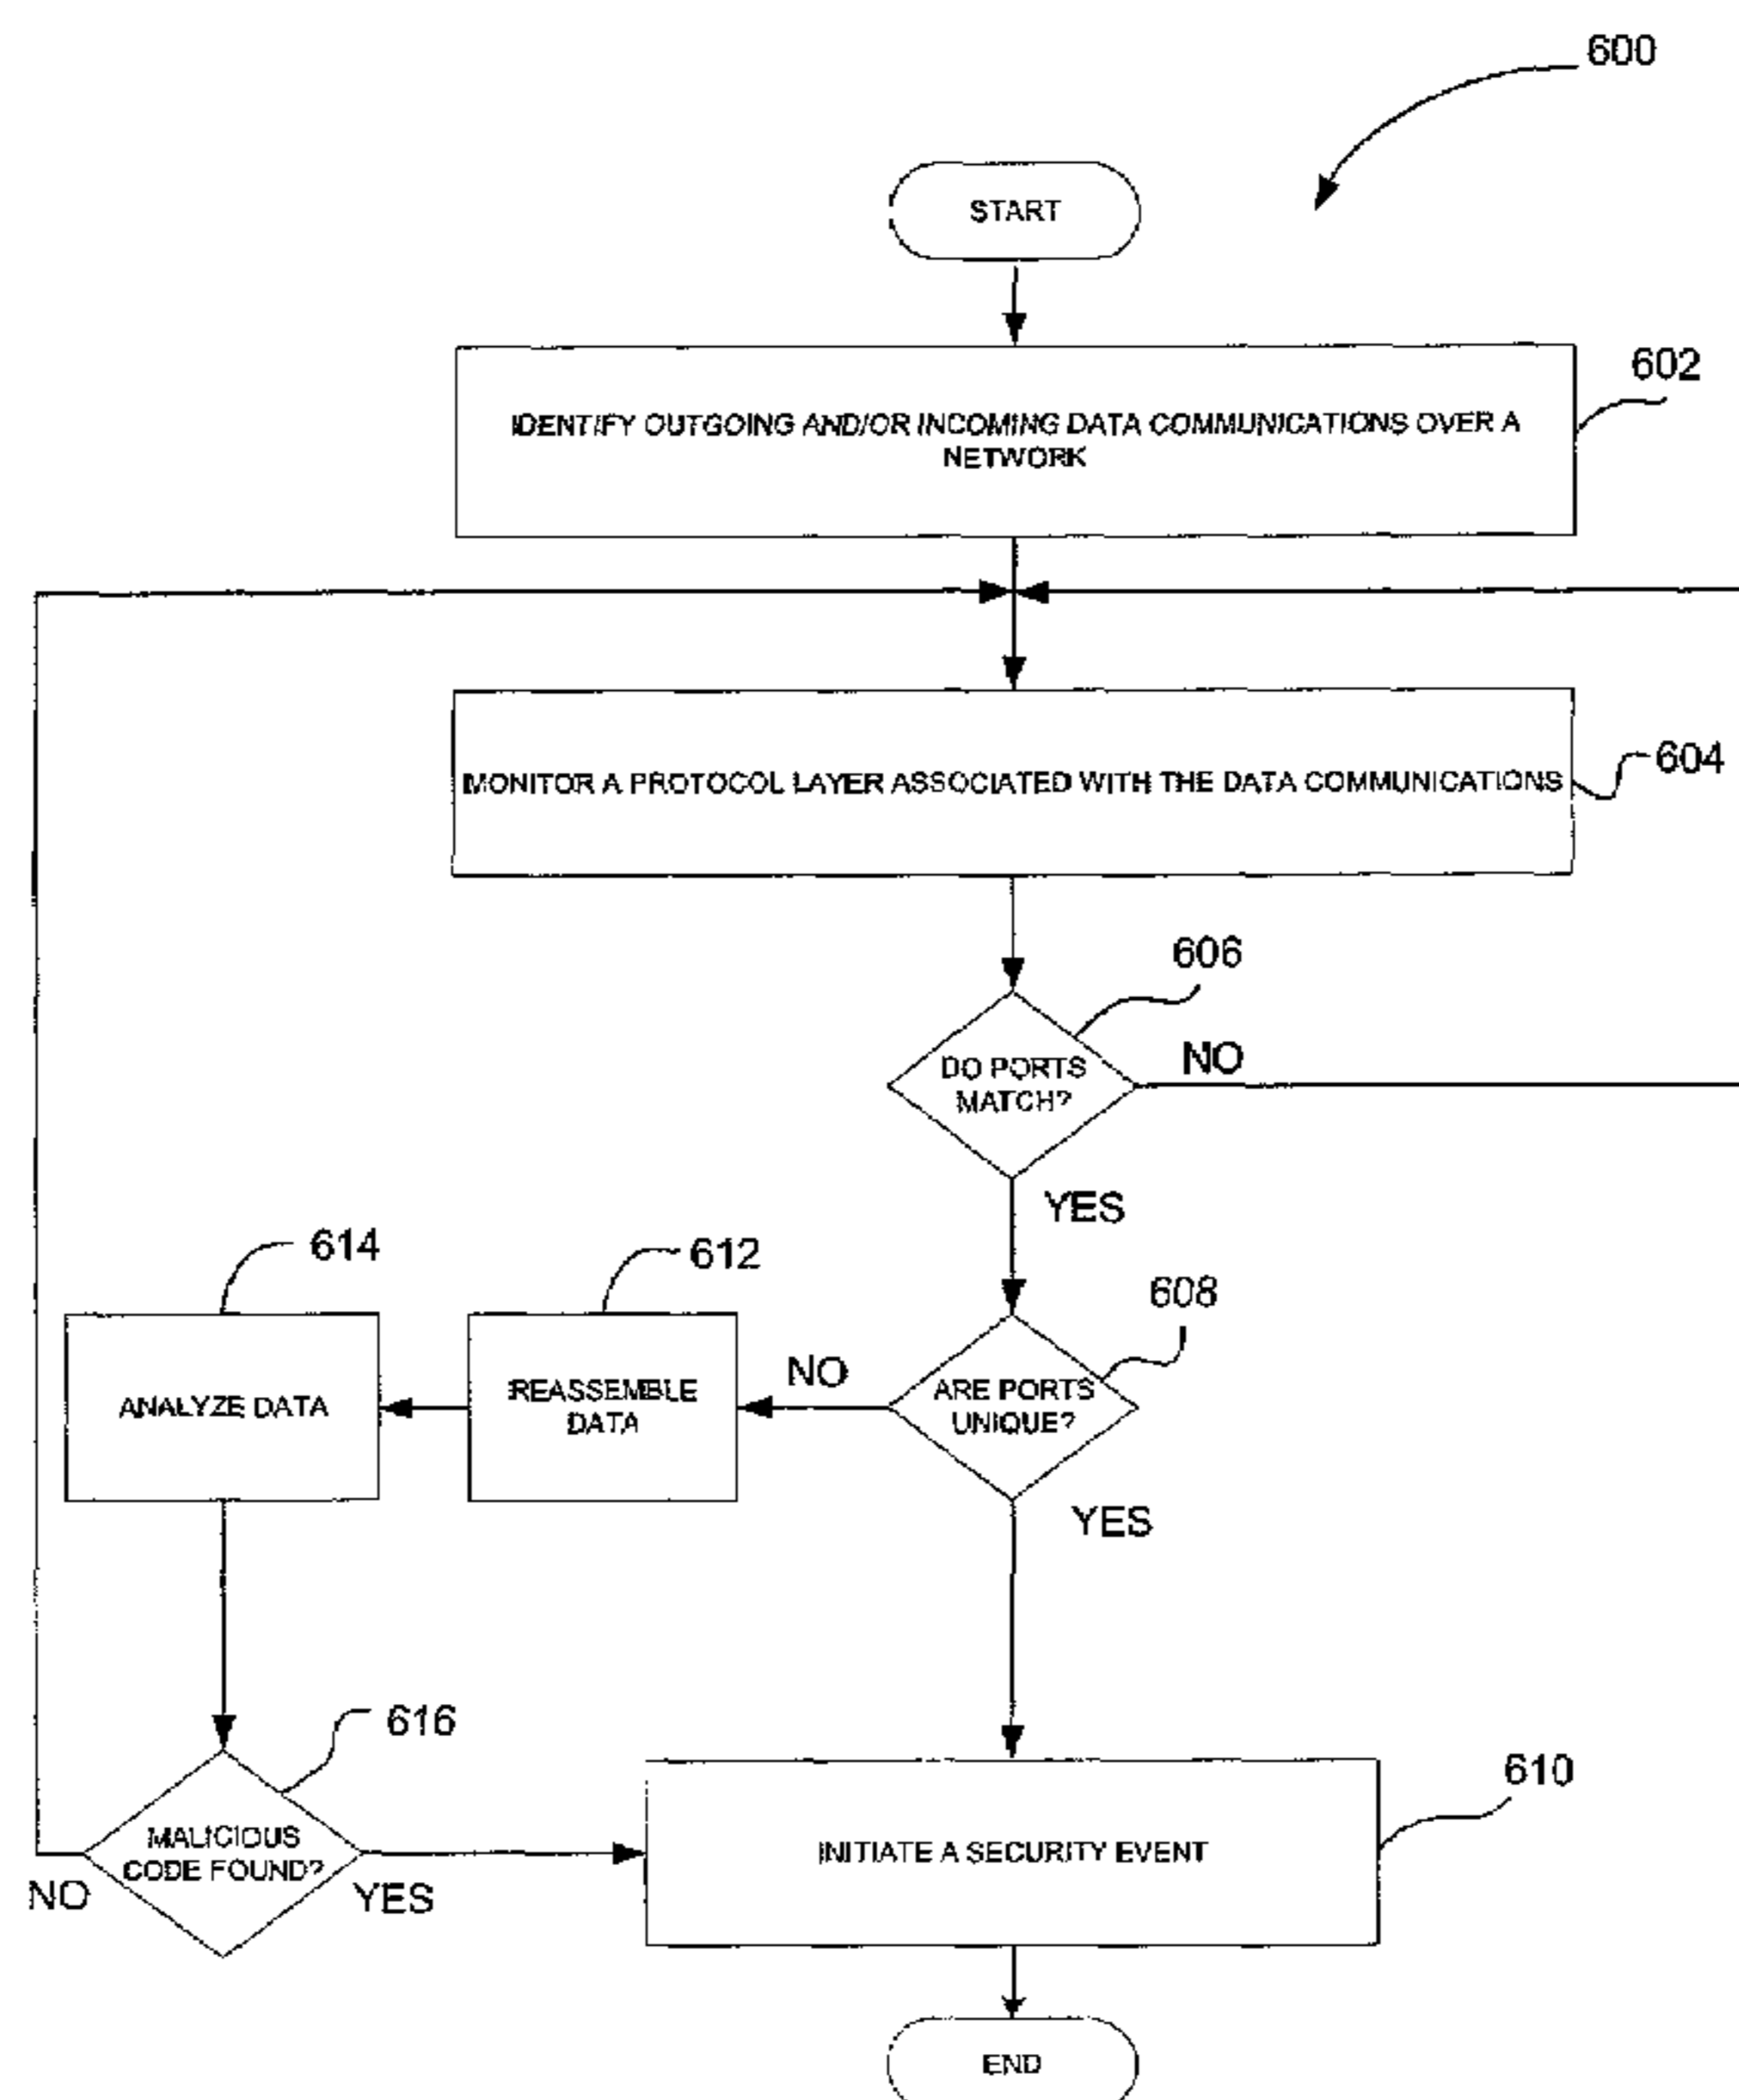 600
START
602
IDENTIFY OUTGOING AND/OR INCOMING DATA COMMUNICATIONS OVER A
NETWORK
604
MONITOR A PROTOCOL LAYER ASSOCIATED WITH THE DATA COMMUNICATIONS
606
DO PORTS
MATCH?
NO
YES
614
612
608
ANALYZE DATA
REASSEMBLE
DATA
NO
ARE PORTS
UNIQUE?
YES
616
610
MALICIOUS
CODE FOUND?
NO
YES
INITIATE A SECURITY EVENT
END